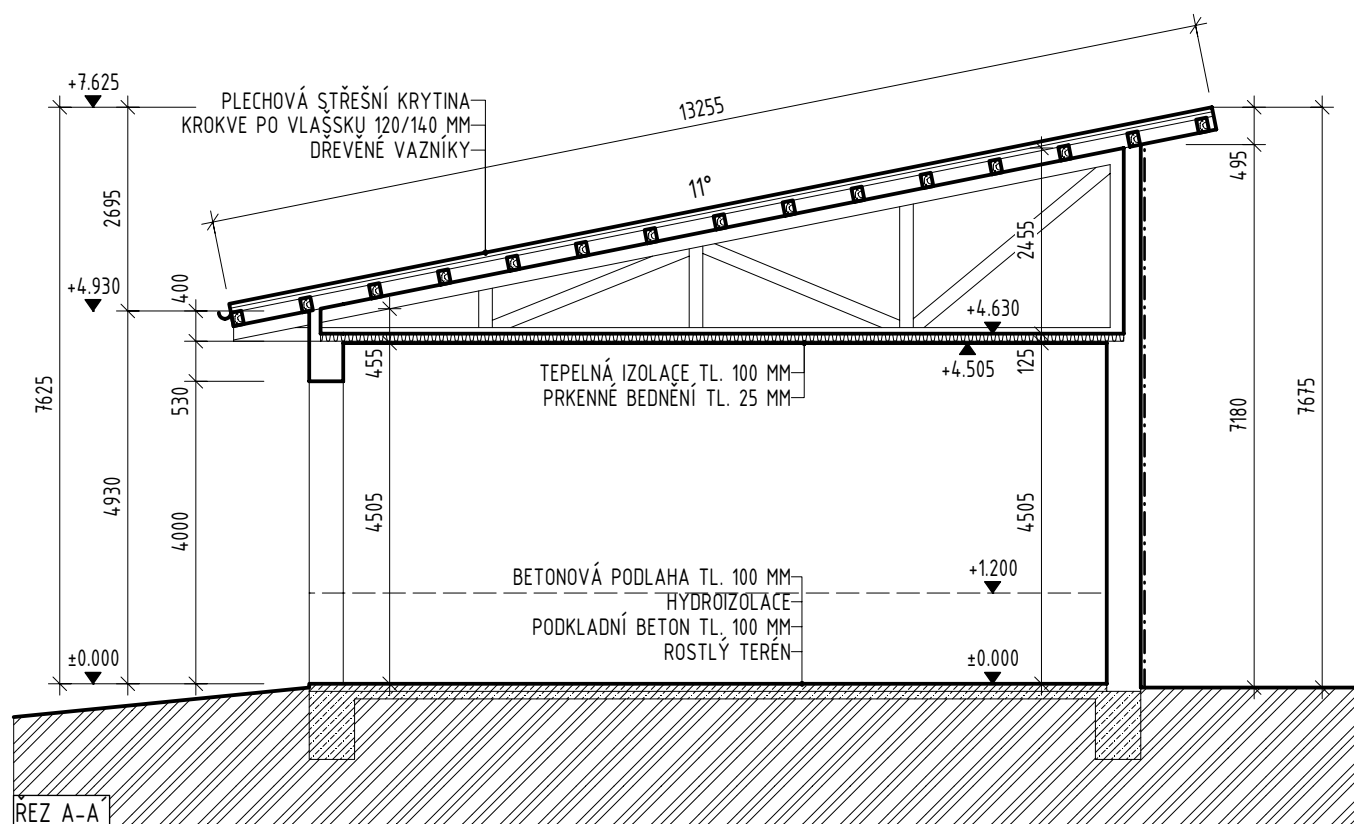 +7.625
PLECHOVÁ STŘEŠNÍ KRYTINA
KROKVE PO VLAŠSKU 120/140 MM
DŘEVĚNÉ VAZNÍKY
13255
11°
2695
495
2455
+4.930
400
+4.630
455
125
+4.505
TEPELNÁ IZOLACE TL. 100 MM
PRKENNÉ BEDNĚNÍ TL. 25 MM
7625
530
7180
7675
4930
4000
4505
4505
BETONOVÁ PODLAHA TL. 100 MM
HYDROIZOLACE
PODKLADNÍ BETON TL. 100 MM
ROSTLÝ TERÉN
+1.200
±0.000
±0.000
ŘEZ A-A´